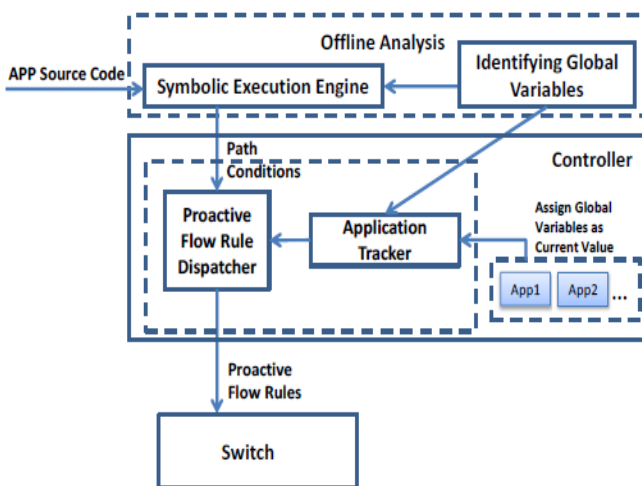 Offline Analysis
APP Source Code
Symbolic Execution Engine
Identifying Global
Variables
Path
Conditions
Controller
Proactive
Flow Rule
Dispatcher
Application
Tracker
Assign Global
Variables as
Current Value
App1
App2
...
Proactive
Flow Rules
Switch